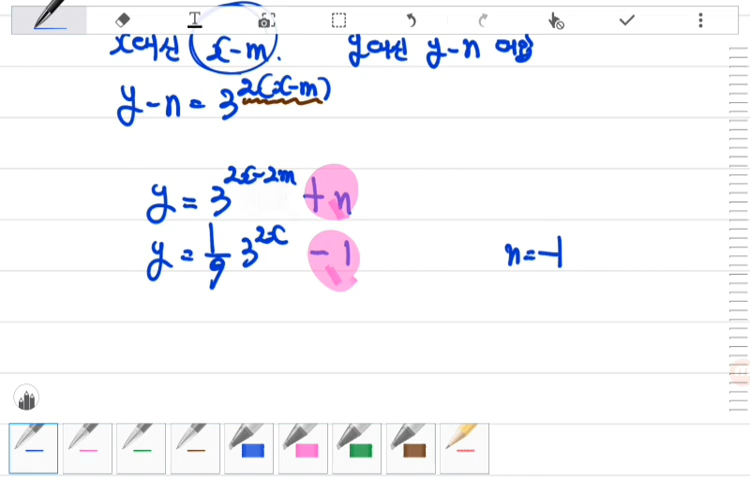 x대신 (x-m). y대신 y-n 대입
y-n = 3^{2(x-m)}
y = 3^{2x-2m} + n
y = \frac{1}{9} 3^{2x} - 1 n = -1